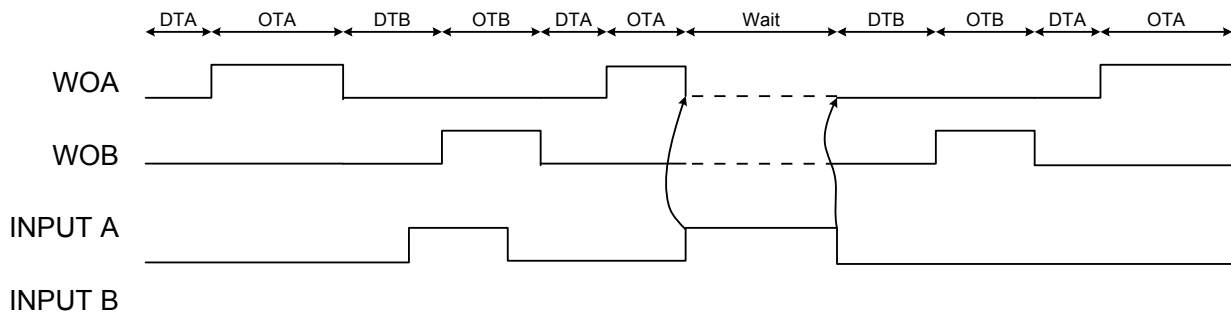 DTA OTA DTB OTB DTA OTA Wait DTB OTB DTA OTA
WOA
WOB
INPUT A
INPUT B